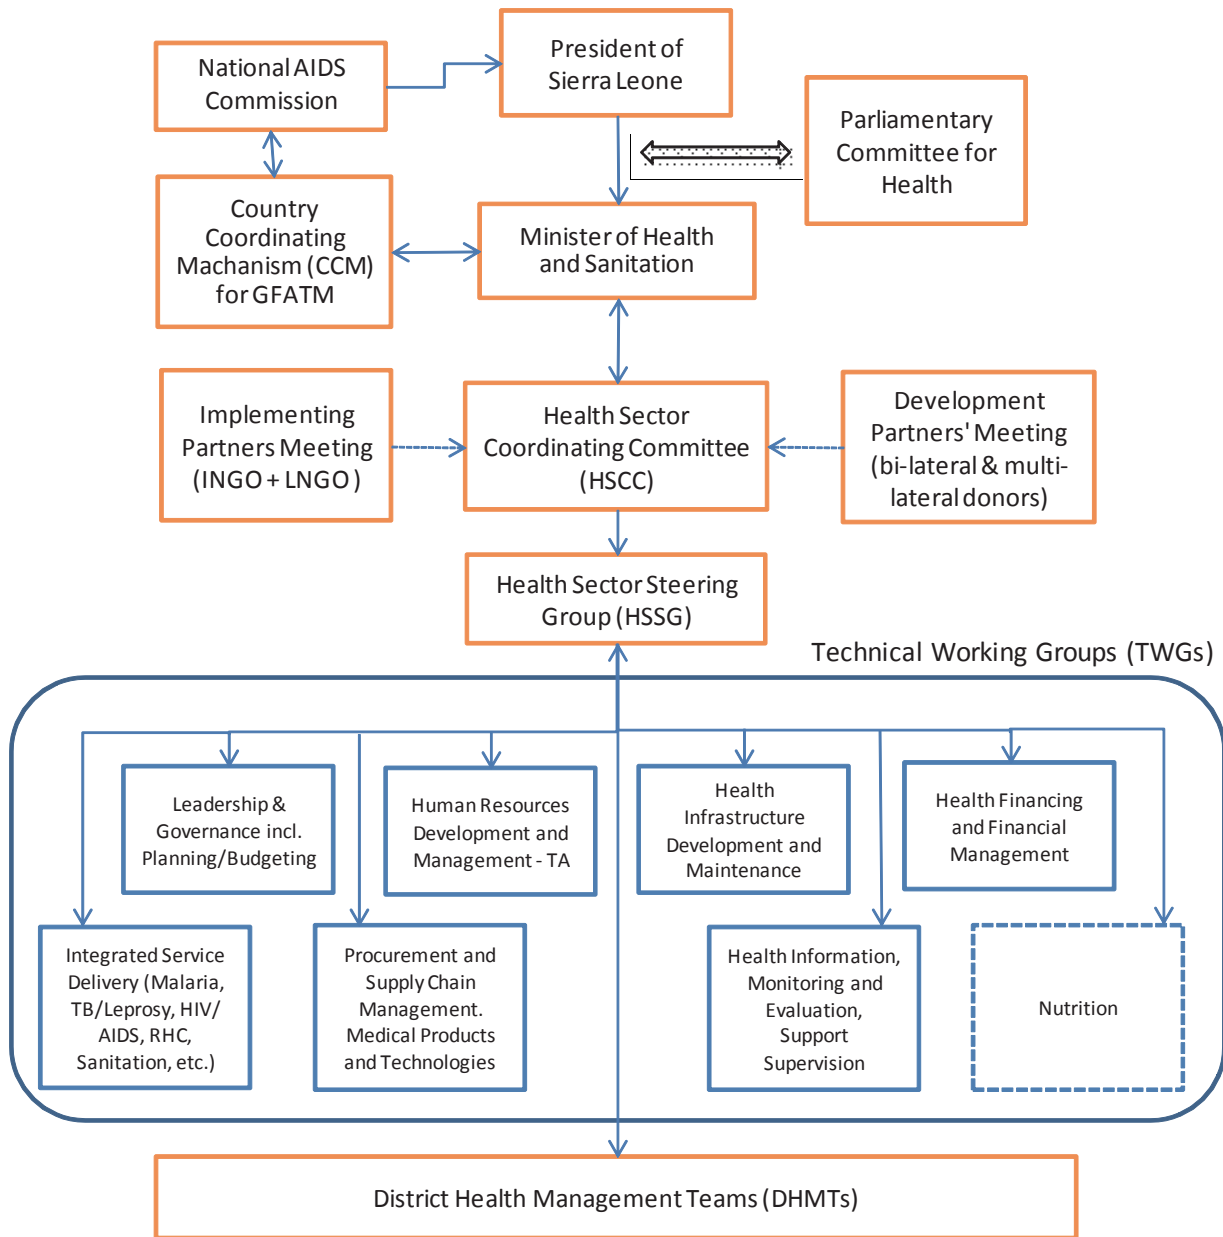 President of
Sierra Leone
National AIDS
Commission
Parliamentary
Committee for
Health
Country
Coordinating
Machanism (CCM)
for GFATM
Minister of Health
and Sanitation
Implementing
Partners Meeting
(INGO + LNGO )
Health Sector
Coordinating Committee
(HSCC)
Development
Partners' Meeting
(bi-lateral & multi-
lateral donors)
Health Sector Steering
Group (HSSG)
Technical Working Groups (TWGs)
Leadership &
Governance incl.
Planning/Budgeting
Human Resources
Development and
Management - TA
Health
Infrastructure
Development and
Maintenance
Health Financing
and Financial
Management
Integrated Service
Delivery (Malaria,
TB/Leprosy, HIV/
AIDS, RHC,
Sanitation, etc.)
Procurement and
Supply Chain
Management.
Medical Products
and Technologies
Health Information,
Monitoring and
Evaluation,
Support
Supervision
Nutrition
District Health Management Teams (DHMTs)